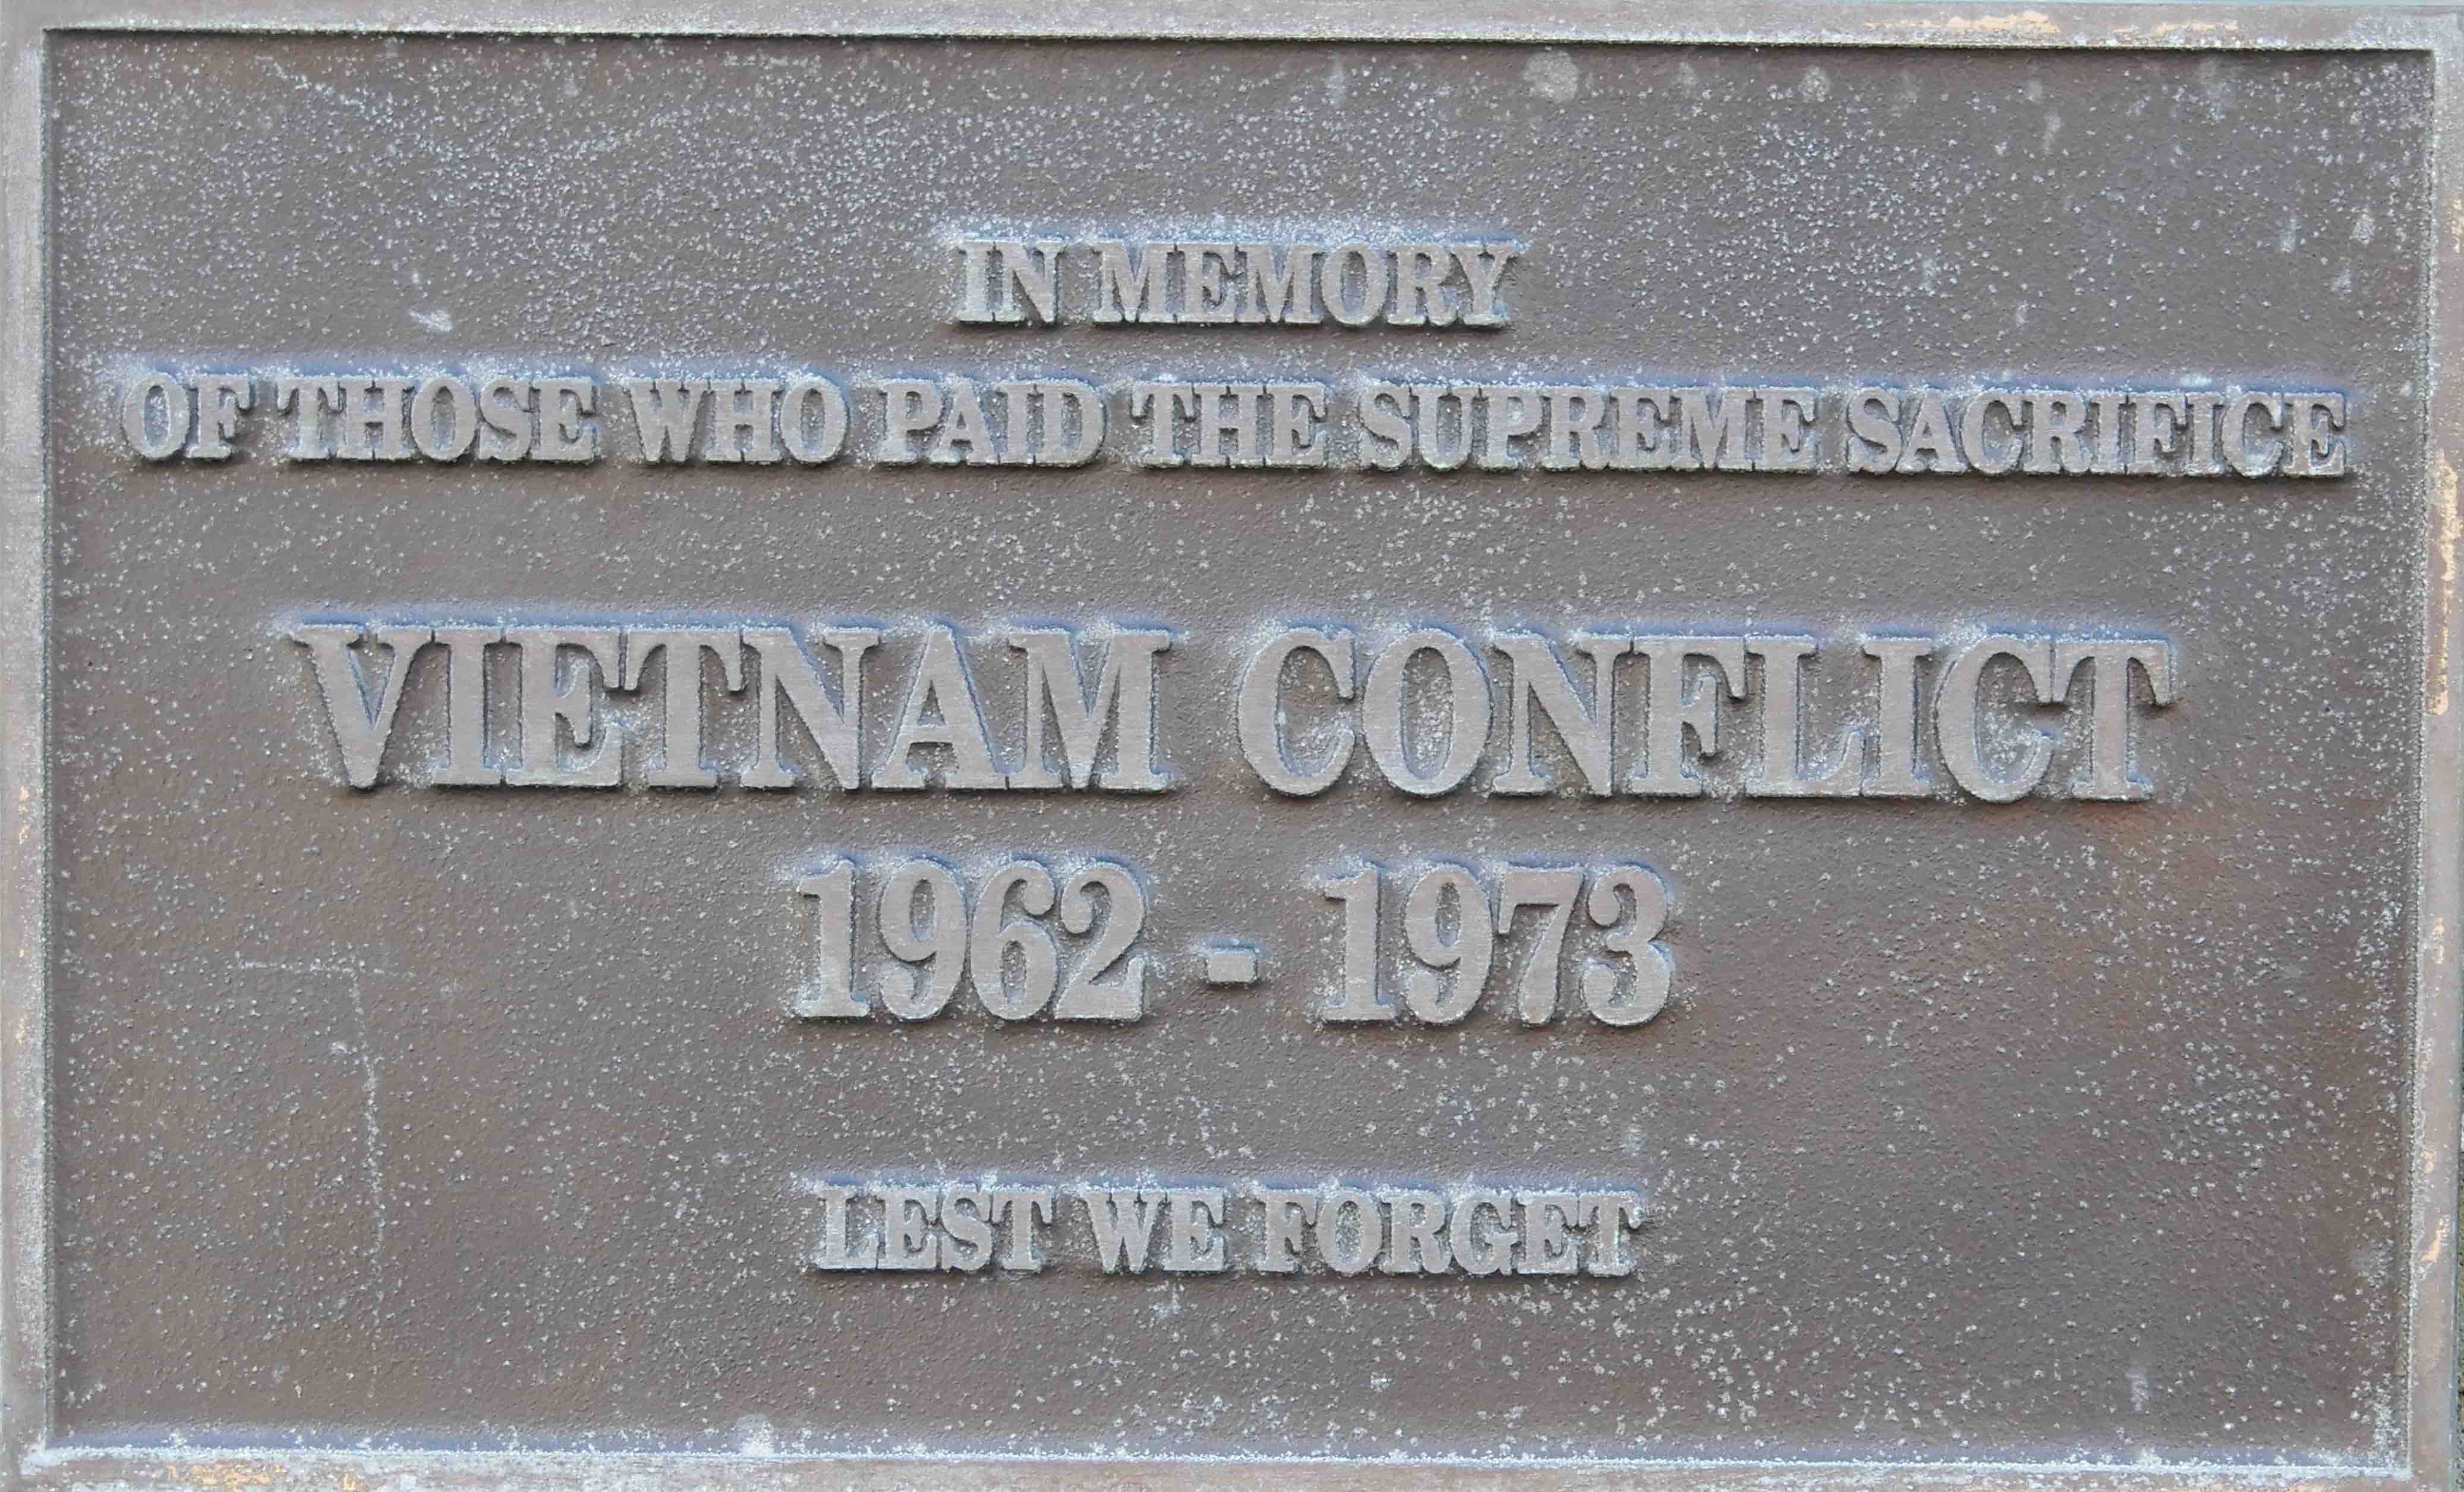 IN MEMORY
OF THOSE WHO PAID THE SUPREME SACRIFICE
VIETNAM CONFLICT
1962 - 1973
LEST WE FORGET